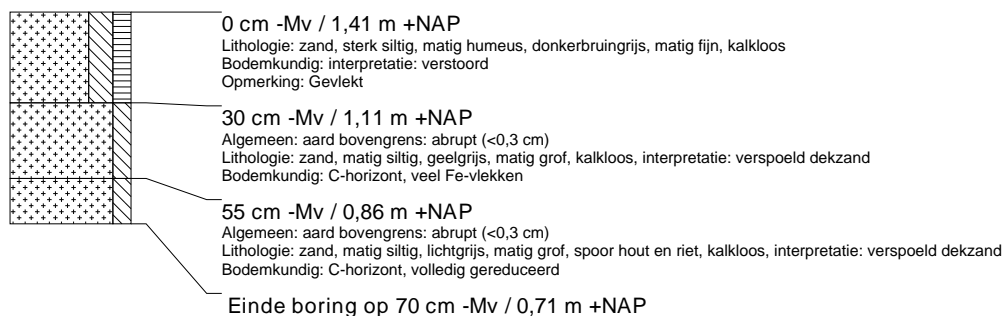 0 cm -Mv / 1,41 m +NAP
Lithologie: zand, sterk siltig, matig humeus, donkerbruingrijs, matig fijn, kalkloos
Bodemkundig: interpretatie: verstoord
Opmerking: Gevlekt
30 cm -Mv / 1,11 m +NAP
Algemeen: aard bovengrens: abrupt (<0,3 cm)
Lithologie: zand, matig siltig, geelgrijs, matig grof, kalkloos, interpretatie: verspoeld dekzand
Bodemkundig: C-horizont, veel Fe-vlekken
55 cm -Mv / 0,86 m +NAP
Algemeen: aard bovengrens: abrupt (<0,3 cm)
Lithologie: zand, matig siltig, lichtgrijs, matig grof, spoor hout en riet, kalkloos, interpretatie: verspoeld dekzand
Bodemkundig: C-horizont, volledig gereduceerd
Einde boring op 70 cm -Mv / 0,71 m +NAP